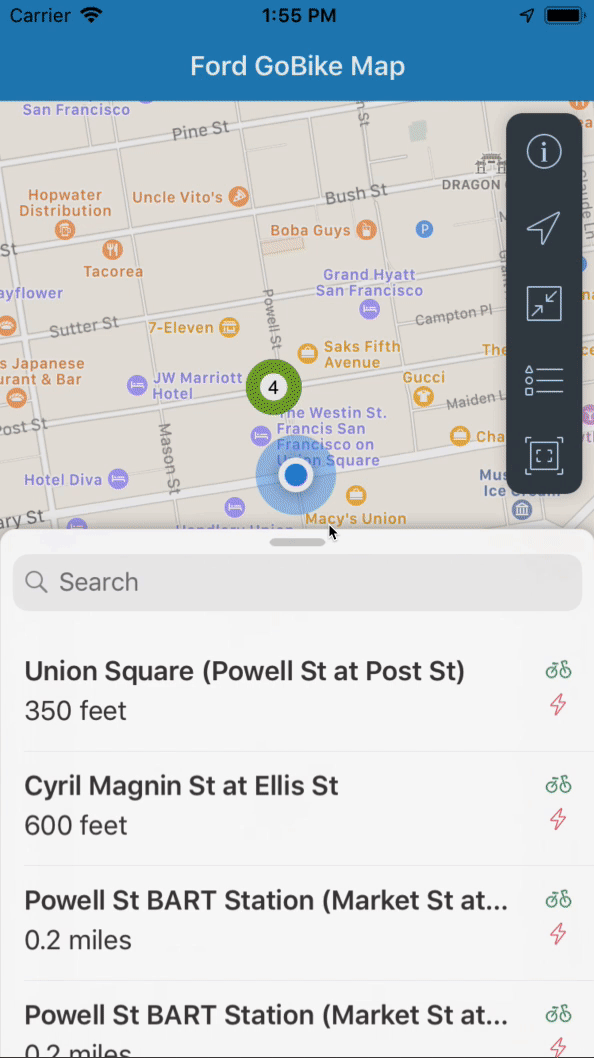 Carrier
1:55 PM
Ford GoBike Map
San Francisco
Pine St
Hopwater
Distribution
Uncle Vito's
Bush St
DRAGON
Boba Guys
P
St
Tacorea
Grand Hyatt
San Francisco
ayflower
Powell St
Sutter St
7-Eleven
Campton Pl
Saks Fifth
Avenue
The
s Japanese
urant & Bar
JW Marriott
Hotel
4
Gucci
Maiden L
Post St
The Westin St.
Francis San
Francisco on
Union Square
Cha
Mason St
Hotel Diva
Mus
Ice Cream
ary St
Macy's Union
Handlery Union
Search
Union Square (Powell St at Post St)
350 feet
Cyril Magnin St at Ellis St
600 feet
Powell St BART Station (Market St at...
0.2 miles
Powell St BART Station (Market St at...
0.2 miles